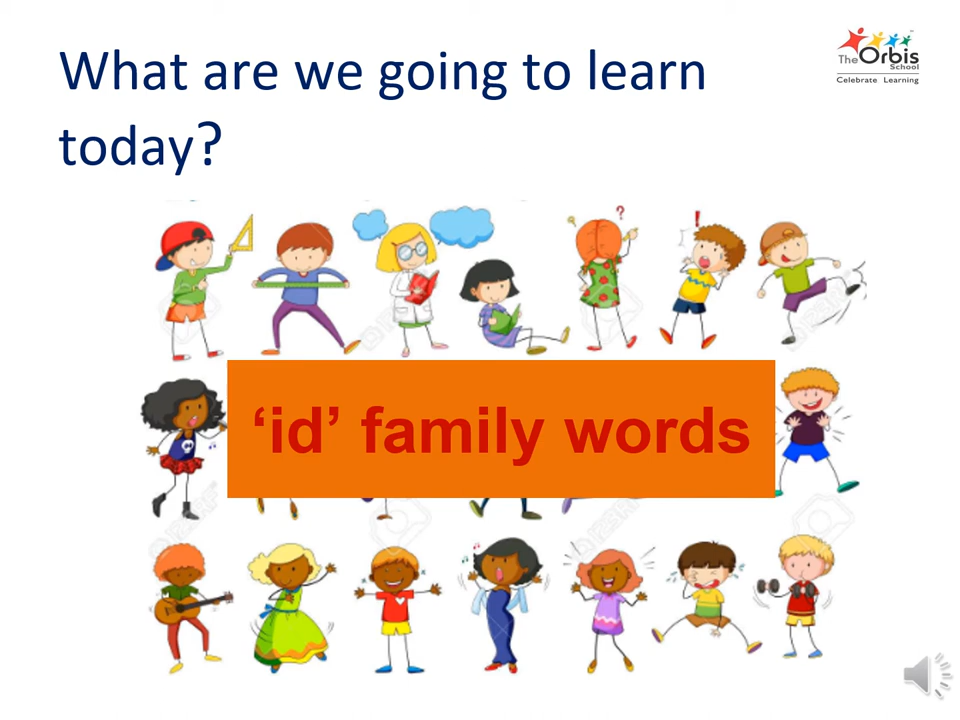 What are we going to learn
today?
The Orbis
School
Celebrate Learning
‘id’ family words